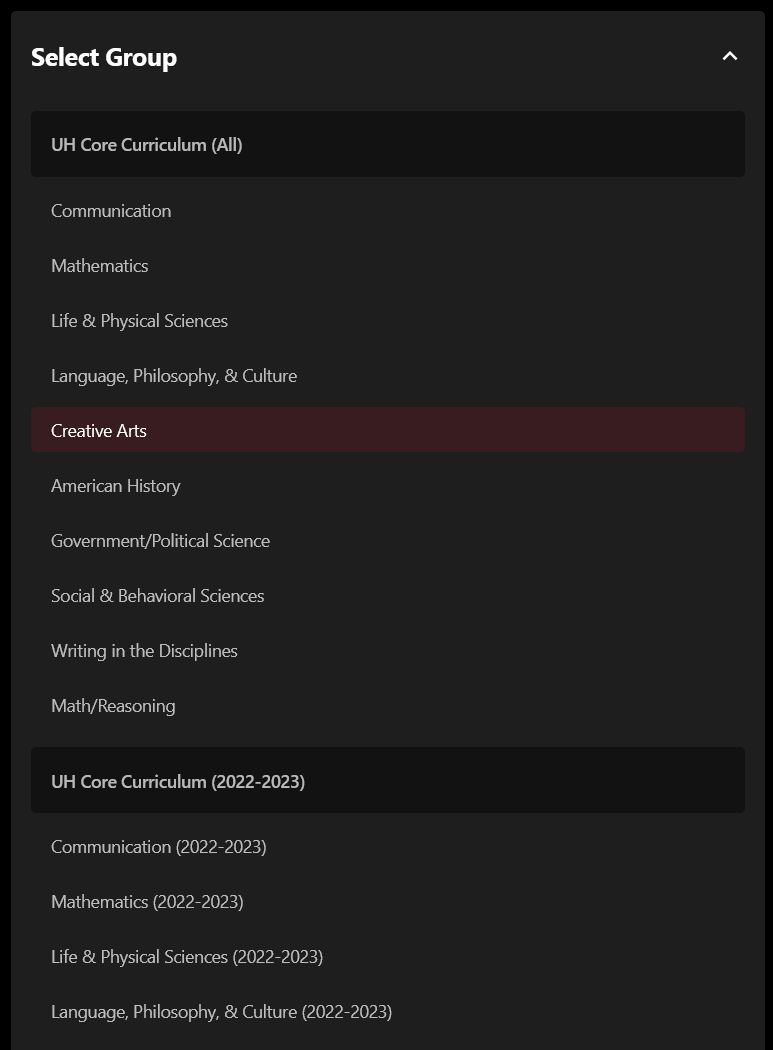 Select Group
UH Core Curriculum (All)
Communication
Mathematics
Life & Physical Sciences
Language, Philosophy, & Culture
Creative Arts
American History
Government/Political Science
Social & Behavioral Sciences
Writing in the Disciplines
Math/Reasoning
UH Core Curriculum (2022-2023)
Communication (2022-2023)
Mathematics (2022-2023)
Life & Physical Sciences (2022-2023)
Language, Philosophy, & Culture (2022-2023)